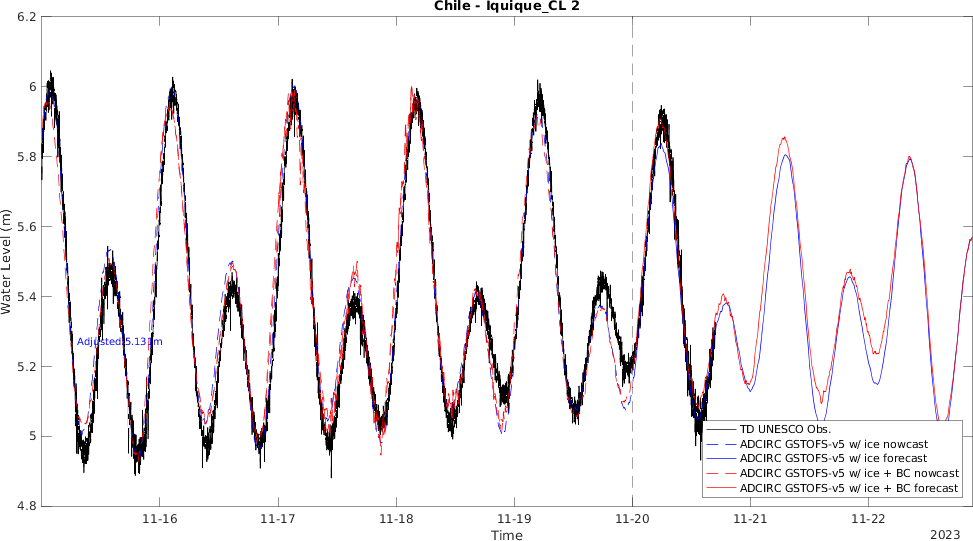 Chile - Iquique_CL 2
Water Level (m)
6.2
6
5.8
5.6
5.4
5.2
5
4.8
Adjusted:5.131m
TD UNESCO Obs.
ADCIRC GSTOFS-v5 w/ ice nowcast
ADCIRC GSTOFS-v5 w/ ice forecast
ADCIRC GSTOFS-v5 w/ ice + BC nowcast
ADCIRC GSTOFS-v5 w/ ice + BC forecast
11-16 11-17 11-18 11-19 11-20 11-21 11-22
Time
2023